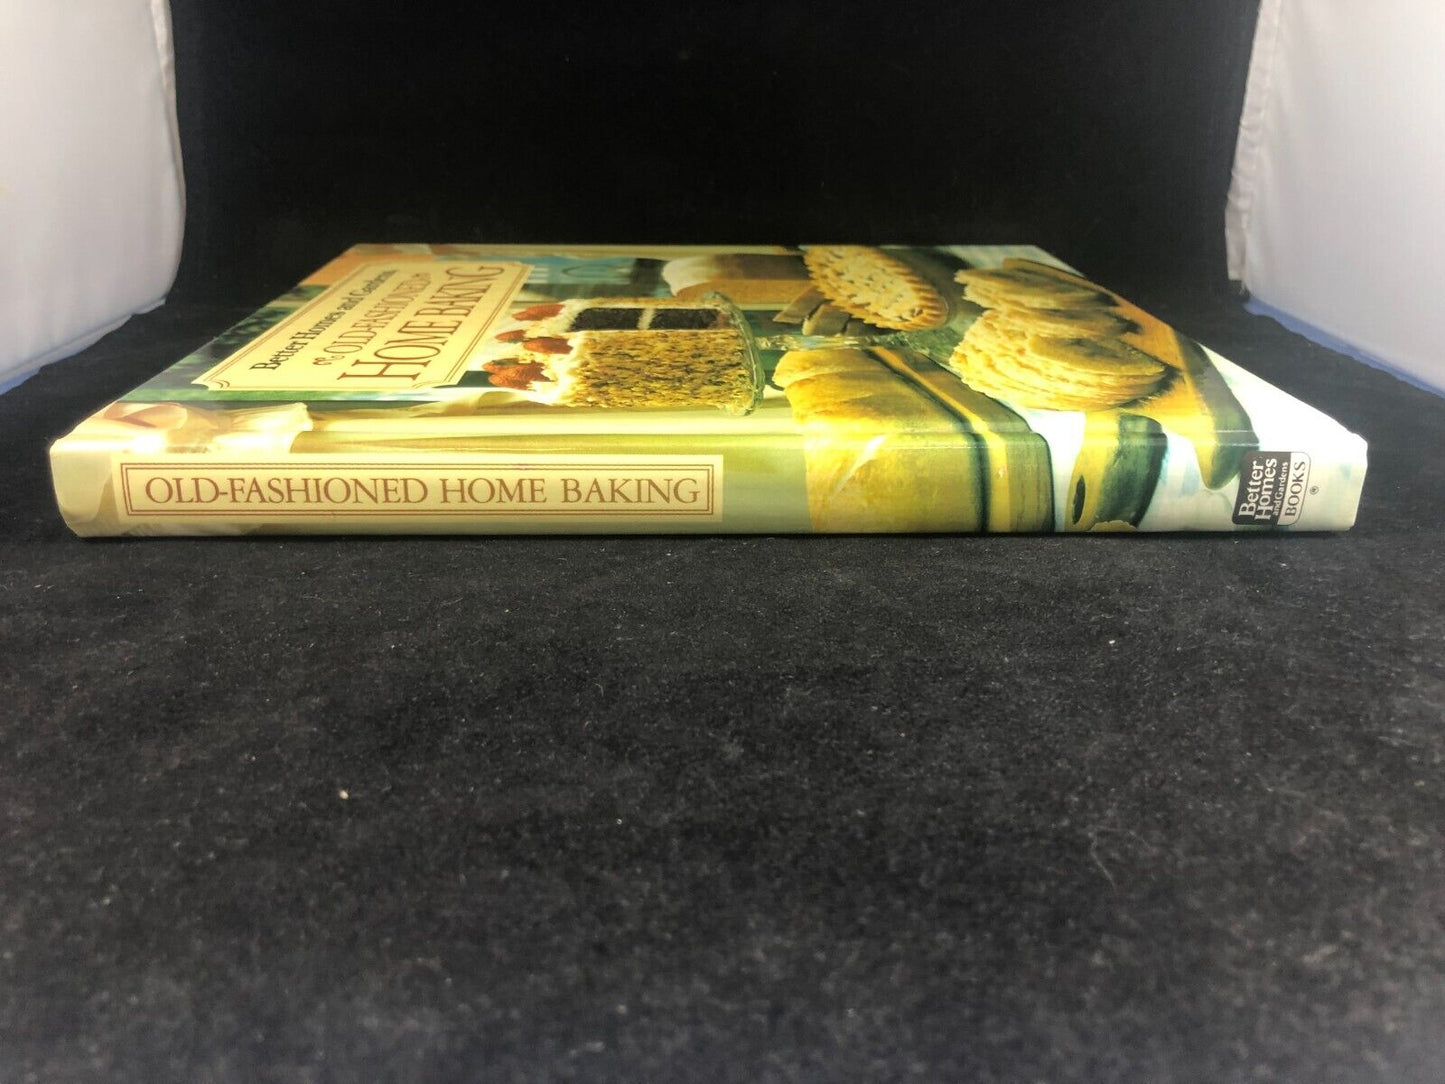 Better Homes and Gardens
OLD-FASHIONED
HOME BAKING
OLD-FASHIONED HOME BAKING
Better
Homes
and Gardens
BOOKS
®